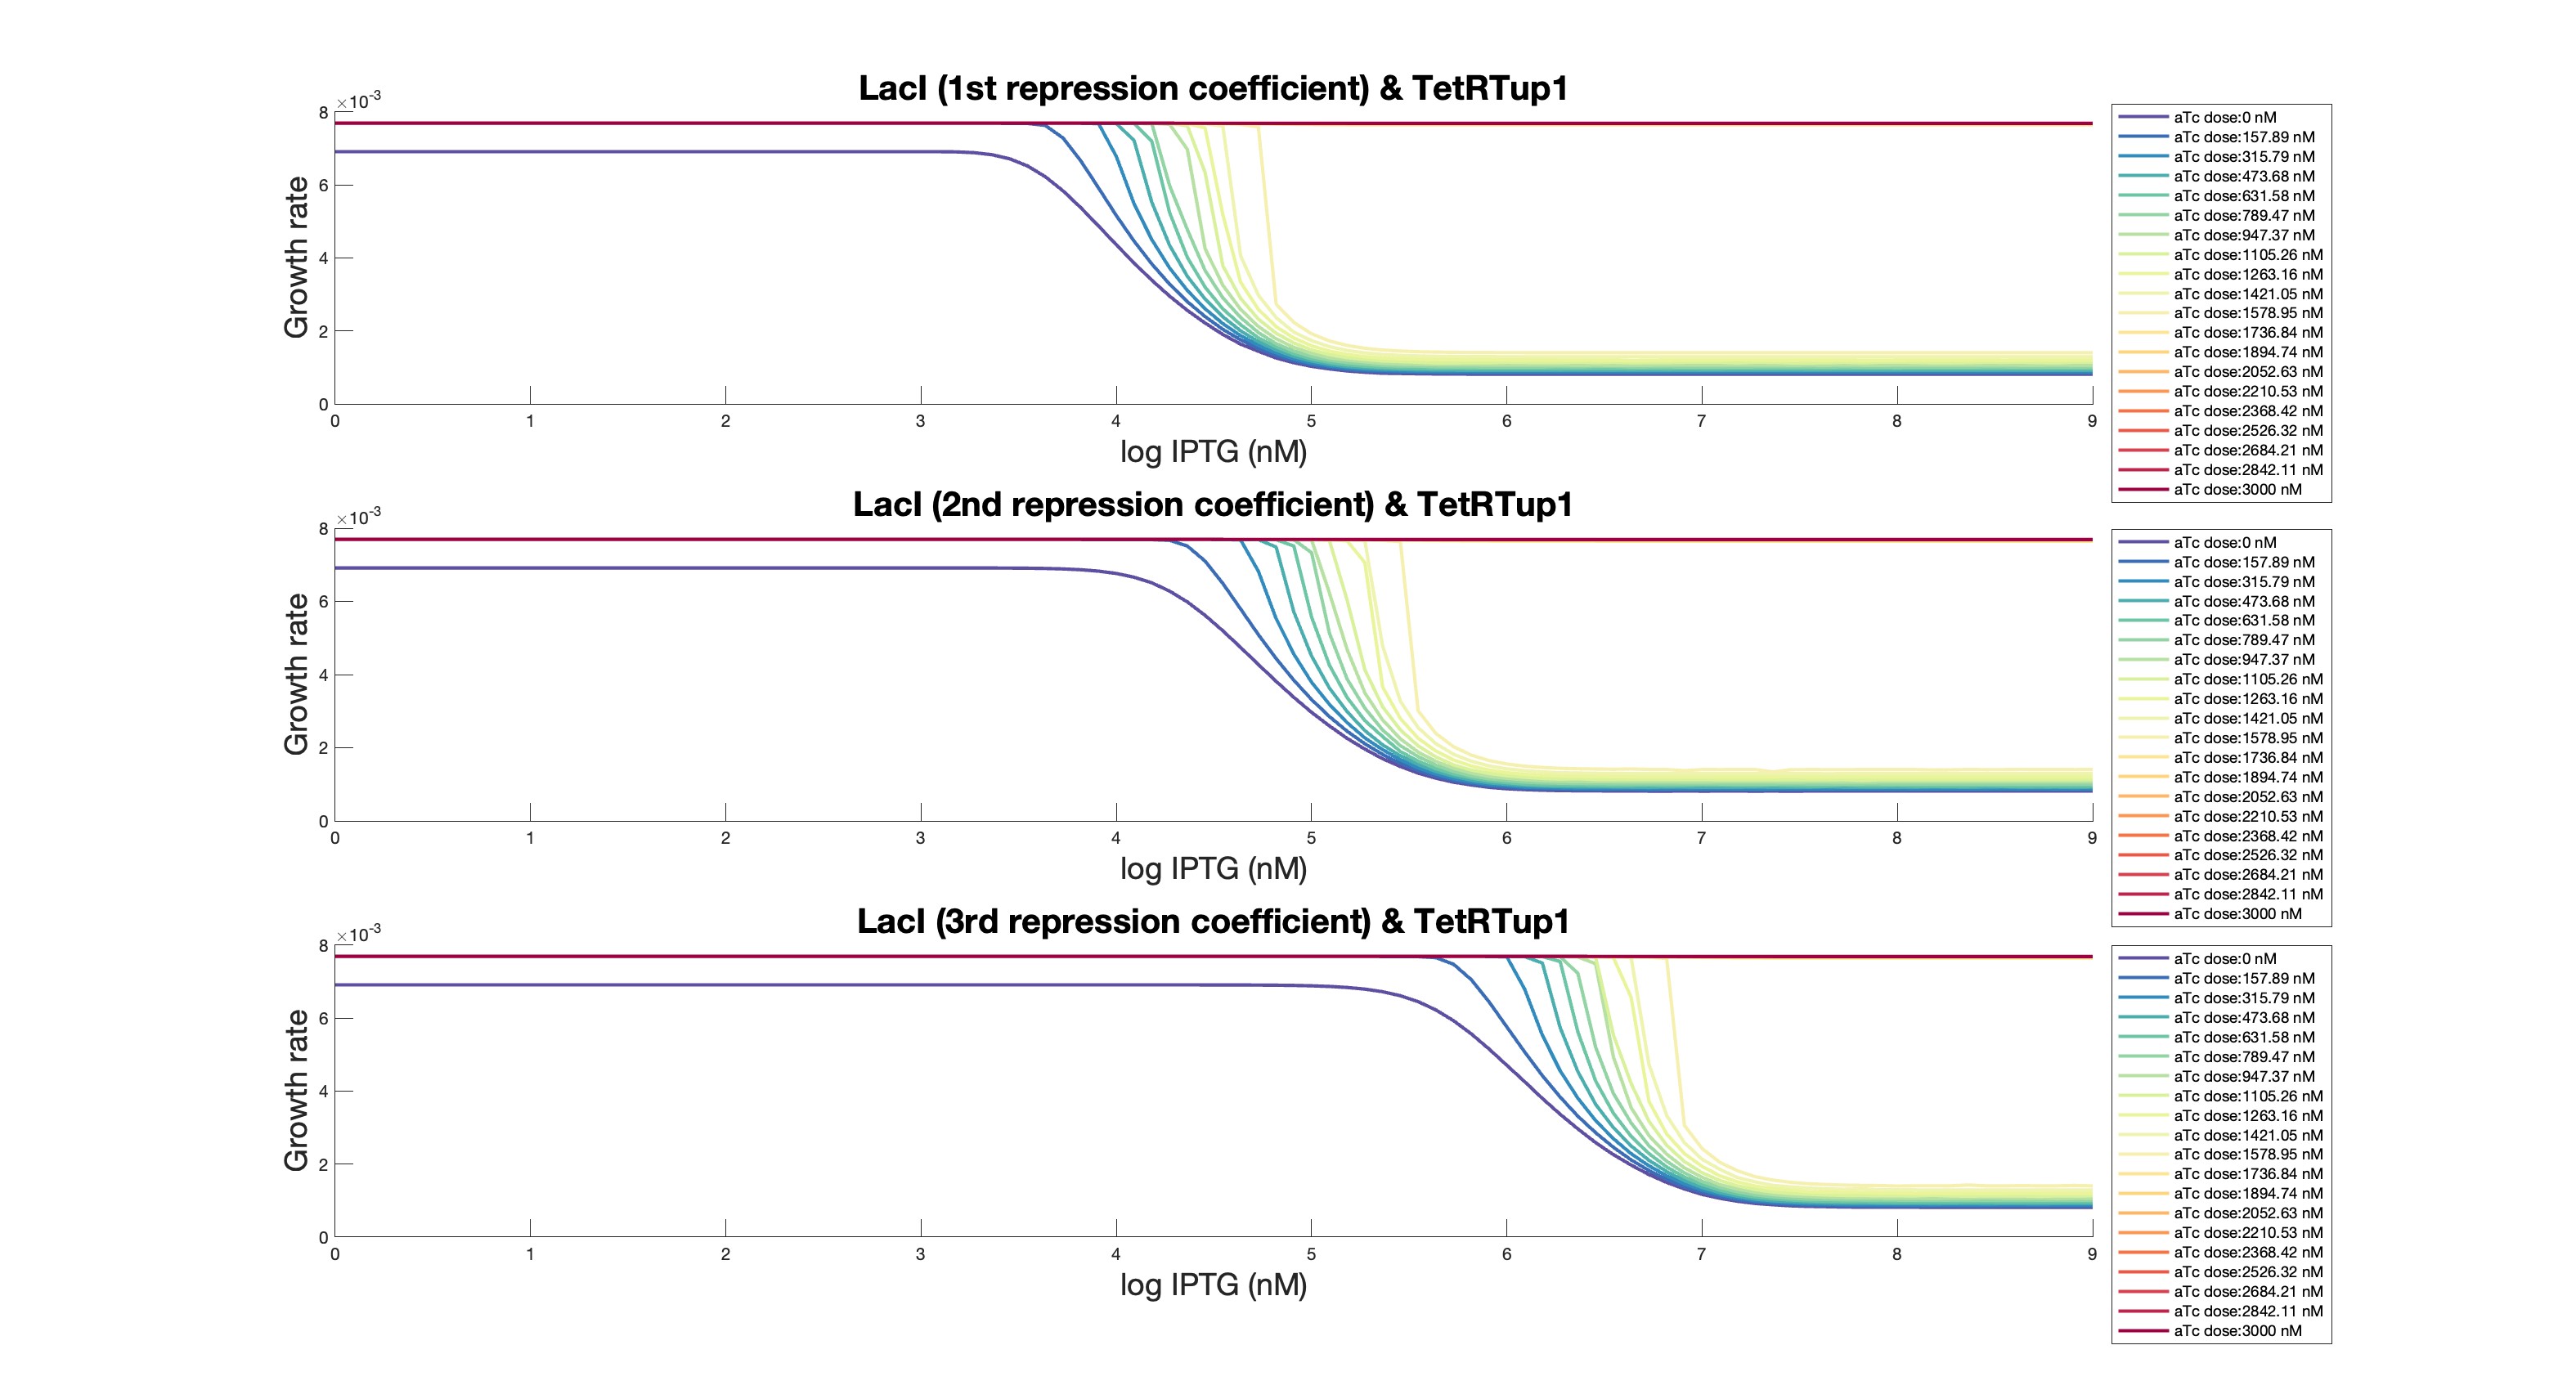 LacI (1st repression coefficient) & TetRTup1
×10-3
8
6
4
2
0
Growth rate
0 1 2 3 4 5 6 7 8 9
log IPTG (nM)
aTc dose:0 nM
aTc dose:157.89 nM
aTc dose:315.79 nM
aTc dose:473.68 nM
aTc dose:631.58 nM
aTc dose:789.47 nM
aTc dose:947.37 nM
aTc dose:1105.26 nM
aTc dose:1263.16 nM
aTc dose:1421.05 nM
aTc dose:1578.95 nM
aTc dose:1736.84 nM
aTc dose:1894.74 nM
aTc dose:2052.63 nM
aTc dose:2210.53 nM
aTc dose:2368.42 nM
aTc dose:2526.32 nM
aTc dose:2684.21 nM
aTc dose:2842.11 nM
aTc dose:3000 nM
LacI (2nd repression coefficient) & TetRTup1
×10-3
8
6
4
2
0
Growth rate
0 1 2 3 4 5 6 7 8 9
log IPTG (nM)
aTc dose:0 nM
aTc dose:157.89 nM
aTc dose:315.79 nM
aTc dose:473.68 nM
aTc dose:631.58 nM
aTc dose:789.47 nM
aTc dose:947.37 nM
aTc dose:1105.26 nM
aTc dose:1263.16 nM
aTc dose:1421.05 nM
aTc dose:1578.95 nM
aTc dose:1736.84 nM
aTc dose:1894.74 nM
aTc dose:2052.63 nM
aTc dose:2210.53 nM
aTc dose:2368.42 nM
aTc dose:2526.32 nM
aTc dose:2684.21 nM
aTc dose:2842.11 nM
aTc dose:3000 nM
LacI (3rd repression coefficient) & TetRTup1
×10-3
8
6
4
2
0
Growth rate
0 1 2 3 4 5 6 7 8 9
log IPTG (nM)
aTc dose:0 nM
aTc dose:157.89 nM
aTc dose:315.79 nM
aTc dose:473.68 nM
aTc dose:631.58 nM
aTc dose:789.47 nM
aTc dose:947.37 nM
aTc dose:1105.26 nM
aTc dose:1263.16 nM
aTc dose:1421.05 nM
aTc dose:1578.95 nM
aTc dose:1736.84 nM
aTc dose:1894.74 nM
aTc dose:2052.63 nM
aTc dose:2210.53 nM
aTc dose:2368.42 nM
aTc dose:2526.32 nM
aTc dose:2684.21 nM
aTc dose:2842.11 nM
aTc dose:3000 nM